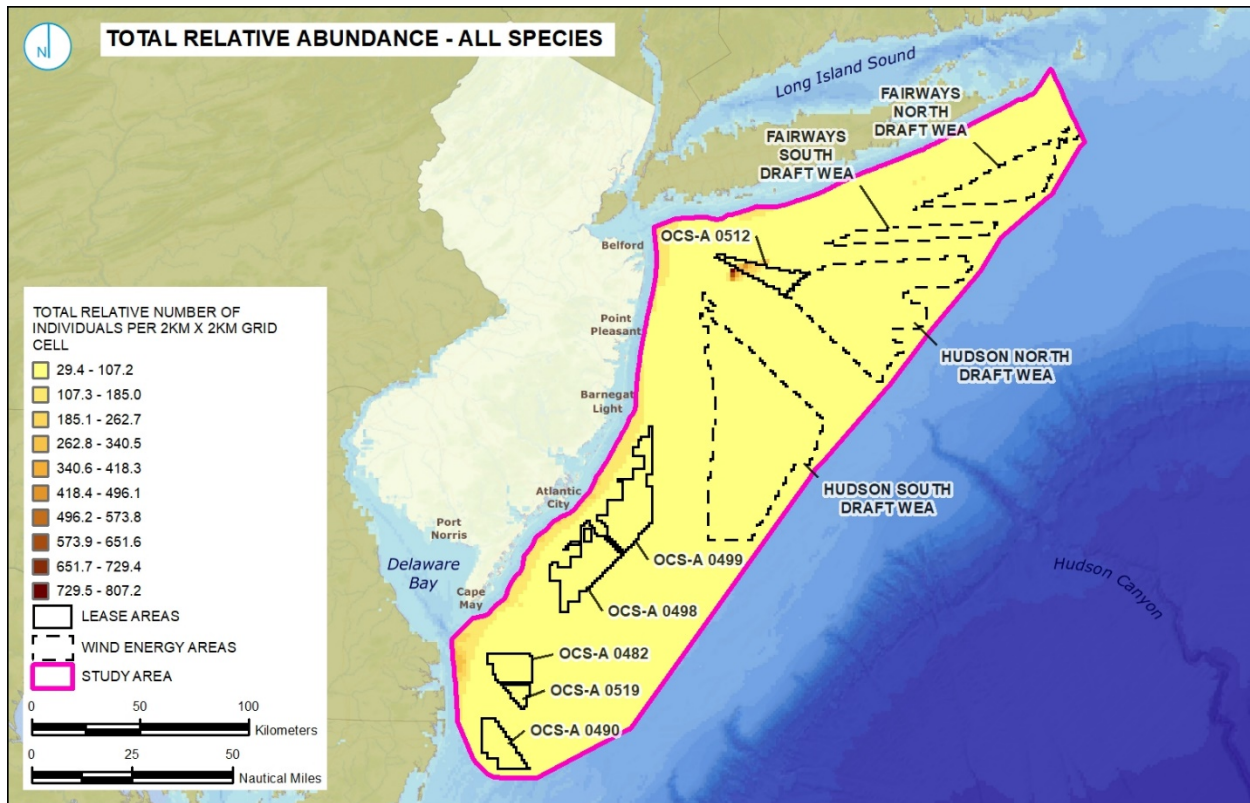 N
TOTAL RELATIVE ABUNDANCE - ALL SPECIES
Long Island Sound
FAIRWAYS
NORTH
DRAFT WEA
FAIRWAYS
SOUTH
DRAFT WEA
OCS-A 0512
Belford
Point
Pleasant
HUDSON NORTH
DRAFT WEA
Barnegat
Light
HUDSON SOUTH
DRAFT WEA
Atlantic
City
Port
Norris
Delaware
Bay
Cape
May
OCS-A 0499
Hudson Canyon
OCS-A 0498
OCS-A 0482
OCS-A 0519
OCS-A 0490
TOTAL RELATIVE NUMBER OF
INDIVIDUALS PER 2KM X 2KM GRID
CELL
29.4 - 107.2
107.3 - 185.0
185.1 - 262.7
262.8 - 340.5
340.6 - 418.3
418.4 - 496.1
496.2 - 573.8
573.9 - 651.6
651.7 - 729.4
729.5 - 807.2
LEASE AREAS
WIND ENERGY AREAS
STUDY AREA
0 50 100
Kilometers
0 25 50
Nautical Miles